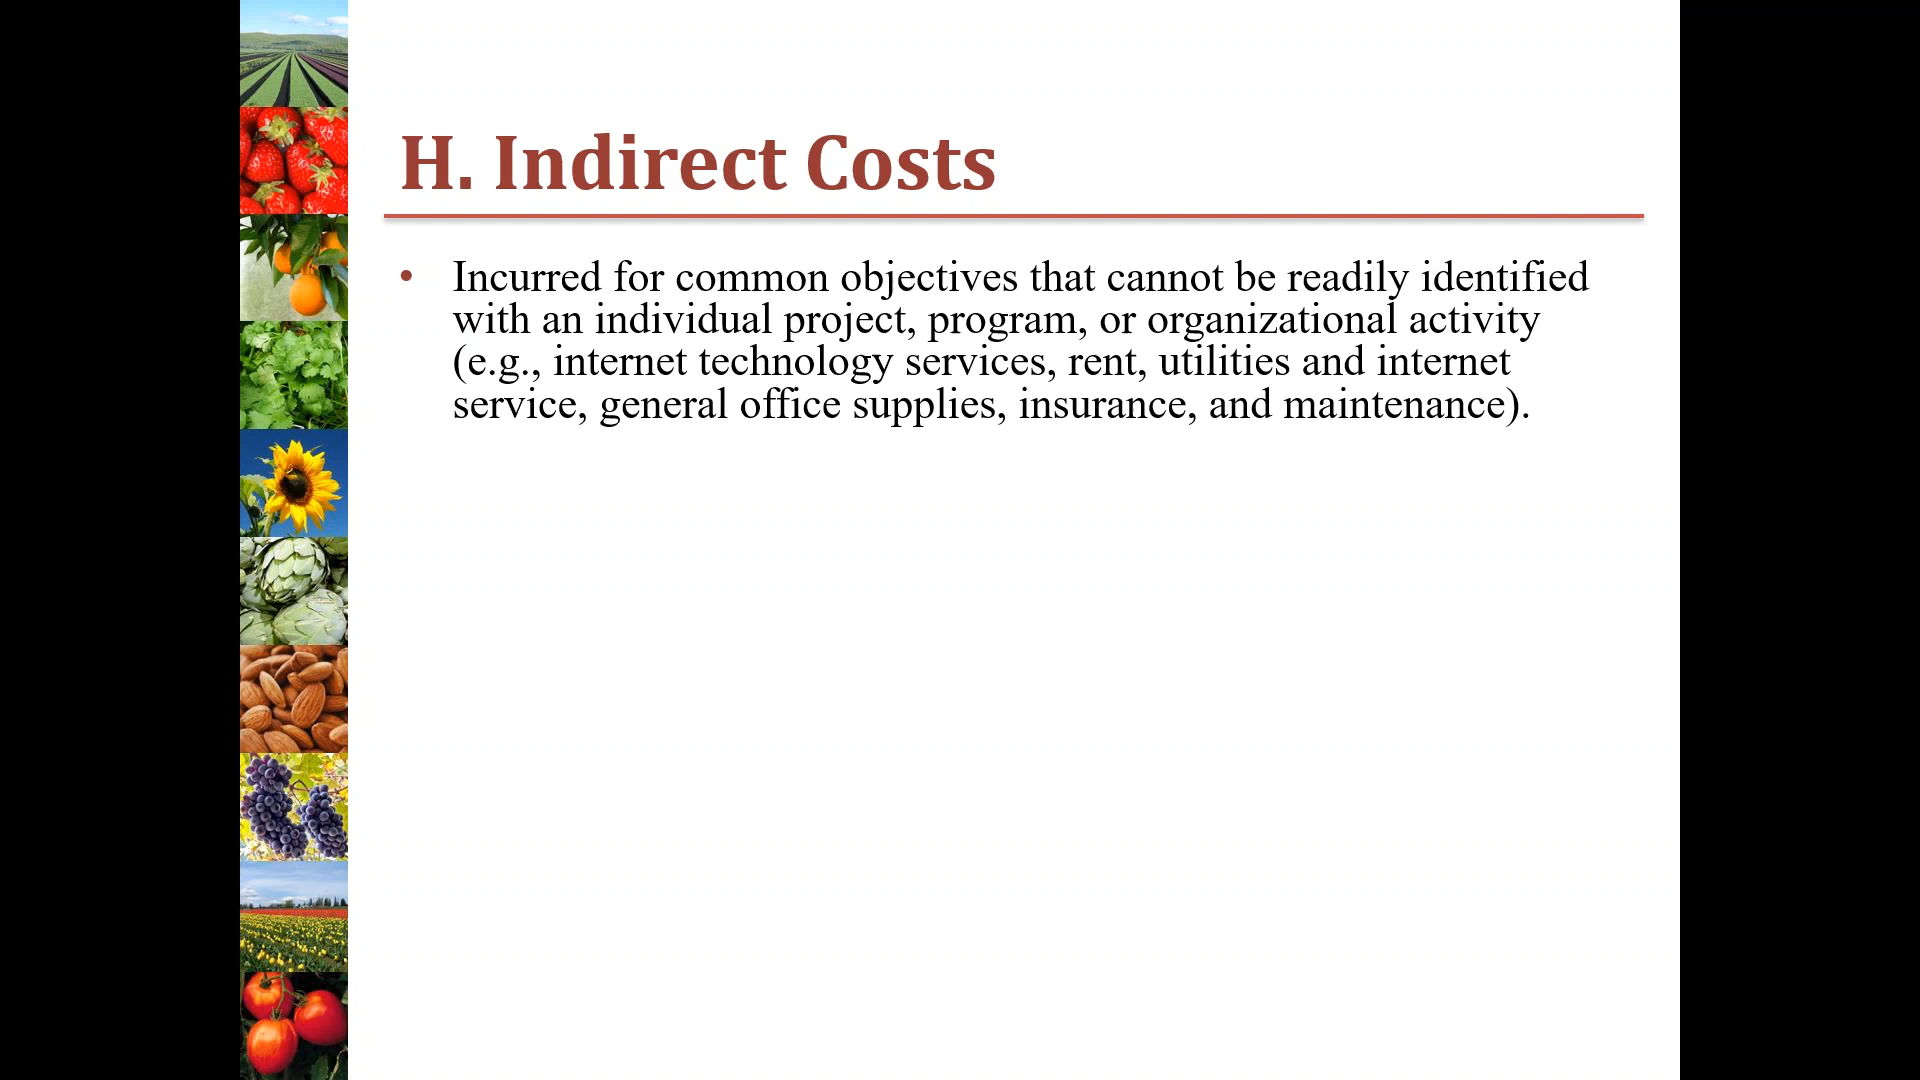 H. Indirect Costs
• Incurred for common objectives that cannot be readily identified
with an individual project, program, or organizational activity
(e.g., internet technology services, rent, utilities and internet
service, general office supplies, insurance, and maintenance).